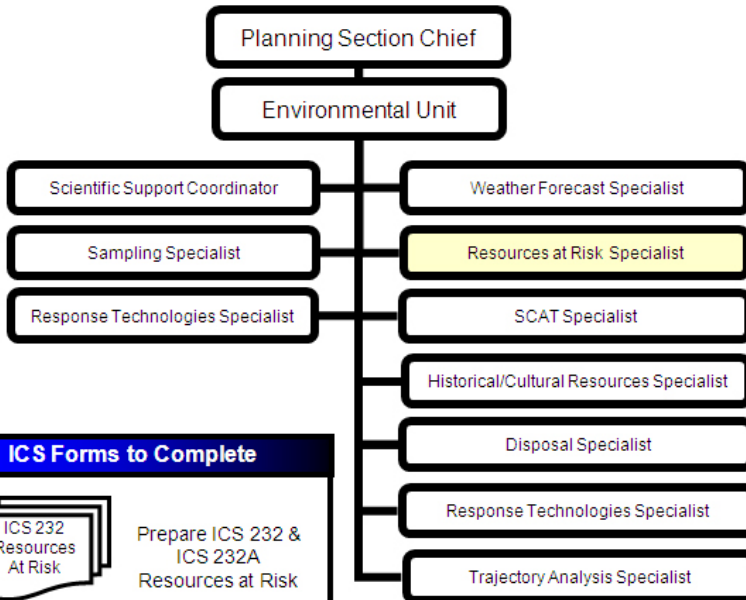 Planning Section Chief
Environmental Unit
Scientific Support Coordinator
Weather Forecast Specialist
Sampling Specialist
Resources at Risk Specialist
Response Technologies Specialist
SCAT Specialist
Historical/Cultural Resources Specialist
Disposal Specialist
Response Technologies Specialist
Trajectory Analysis Specialist
ICS Forms to Complete
ICS 232
Resources
At Risk
Prepare ICS 232 &
ICS 232A
Resources at Risk